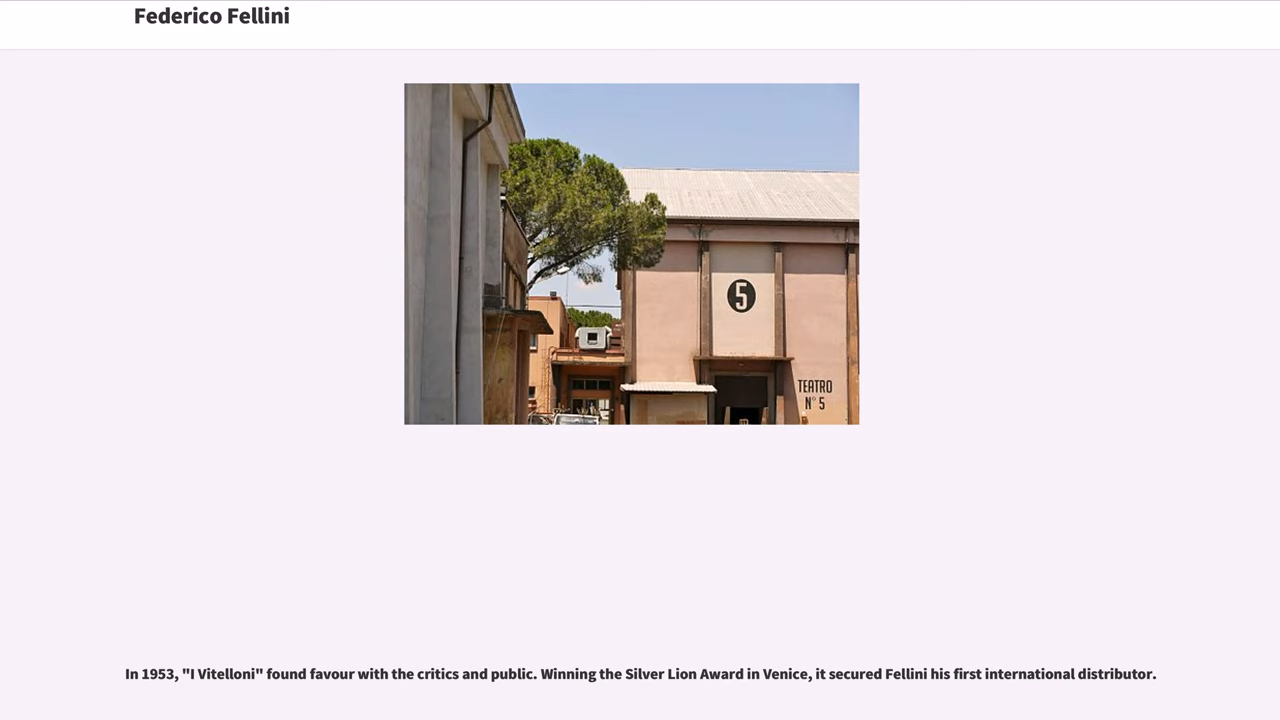 Federico Fellini
5
TEATRO
N° 5
In 1953, "I Vitelloni" found favour with the critics and public. Winning the Silver Lion Award in Venice, it secured Fellini his first international distributor.